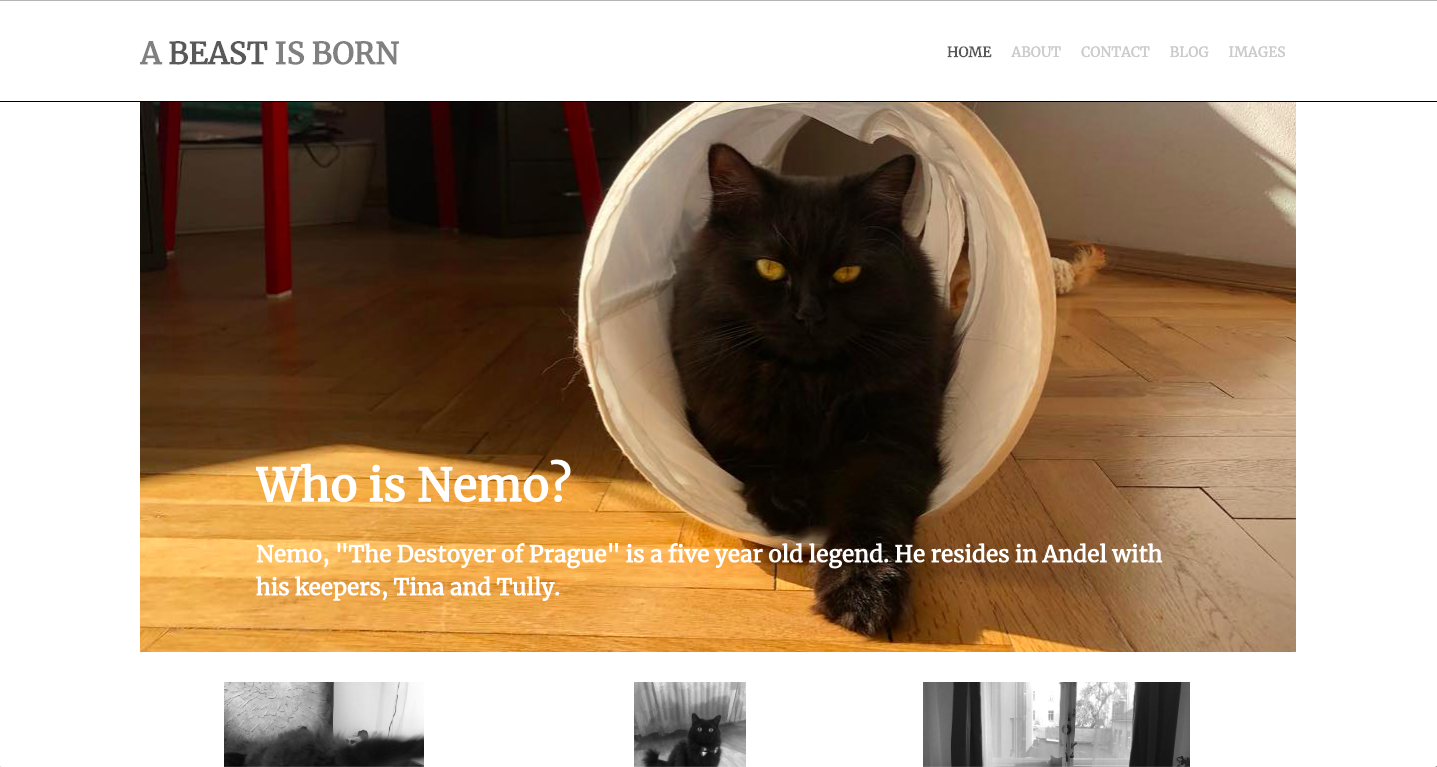 A BEAST IS BORN
HOME ABOUT CONTACT BLOG IMAGES
Who is Nemo?
Nemo, "The Destoyer of Prague" is a five year old legend. He resides in Andel with
his keepers, Tina and Tully.